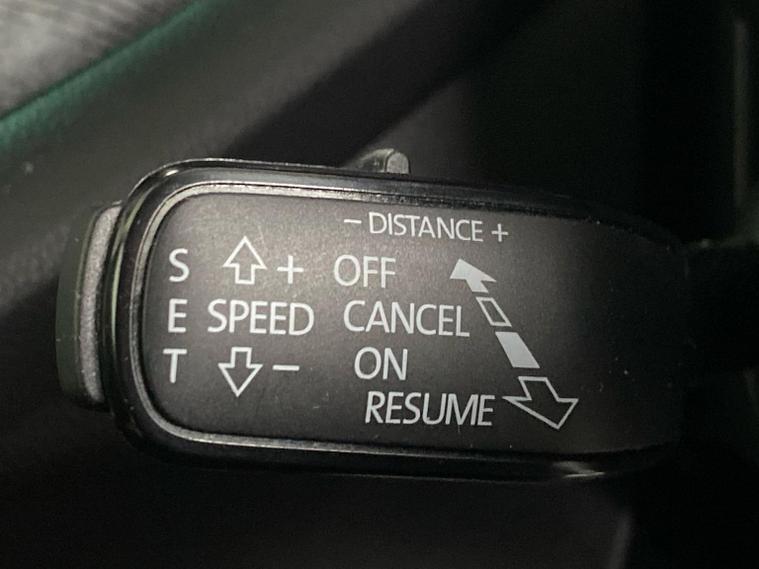 – DISTANCE +
S + OFF
E SPEED CANCEL
T – ON
RESUME